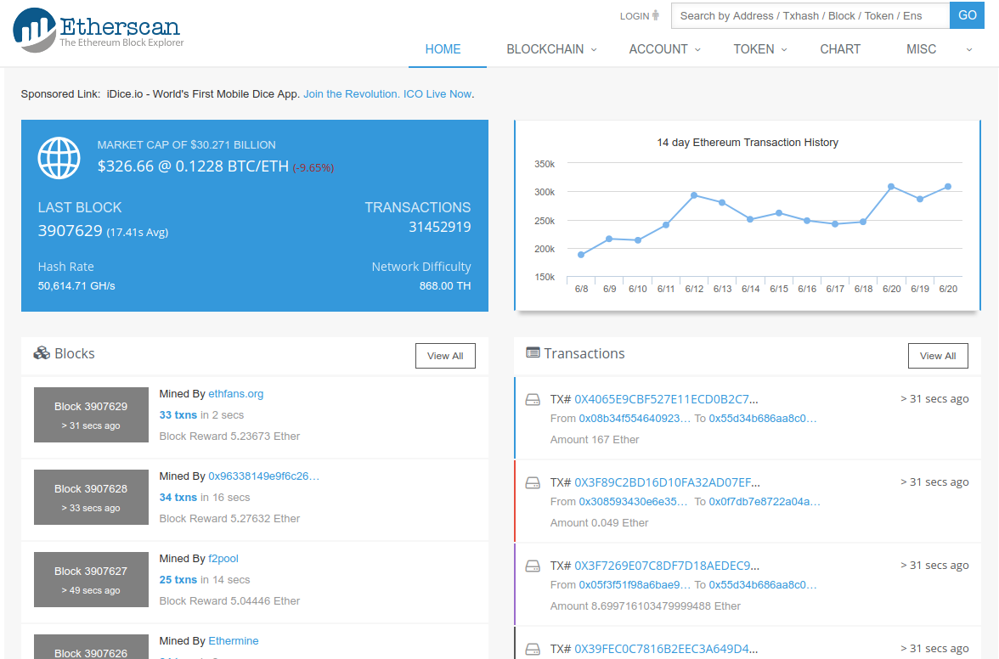 Etherscan
The Ethereum Block Explorer
LOGIN
Search by Address / Txhash / Block / Token / Ens
GO
HOME
BLOCKCHAIN
ACCOUNT
TOKEN
CHART
MISC
Sponsored Link: iDice.io - World's First Mobile Dice App. Join the Revolution. ICO Live Now.
MARKET CAP OF $30.271 BILLION
$326.66 @ 0.1228 BTC/ETH (-9.65%)
LAST BLOCK
3907629 (17.41s Avg)
TRANSACTIONS
31452919
Hash Rate
50,614.71 GH/s
Network Difficulty
868.00 TH
14 day Ethereum Transaction History
350k
300k
250k
200k
150k
6/8 6/9 6/10 6/11 6/12 6/13 6/14 6/15 6/16 6/17 6/18 6/20 6/19 6/20
Blocks
View All
Block 3907629
> 31 secs ago
Mined By ethfans.org
33 txns in 2 secs
Block Reward 5.23673 Ether
Block 3907628
> 33 secs ago
Mined By 0x96338149e9f6c26…
34 txns in 16 secs
Block Reward 5.27632 Ether
Block 3907627
> 49 secs ago
Mined By f2pool
25 txns in 14 secs
Block Reward 5.04446 Ether
Block 3907626
Mined By Ethermine
Transactions
View All
TX# 0X4065E9CBF527E11ECD0B2C7...
> 31 secs ago
From 0x08b34f554640923… To 0x55d34b686aa8c0…
Amount 167 Ether
TX# 0X3F89C2BD16D10FA32AD07EF...
> 31 secs ago
From 0x308593430e6e35… To 0x0f7db7e8722a04a…
Amount 0.049 Ether
TX# 0X3F7269E07C8DF7D18AEDEC9...
> 31 secs ago
From 0x05f3f51f98a6bae9… To 0x55d34b686aa8c0…
Amount 8.699716103479999488 Ether
TX# 0X39FEC0C7816B2EEC3A649D4...
> 31 secs ago